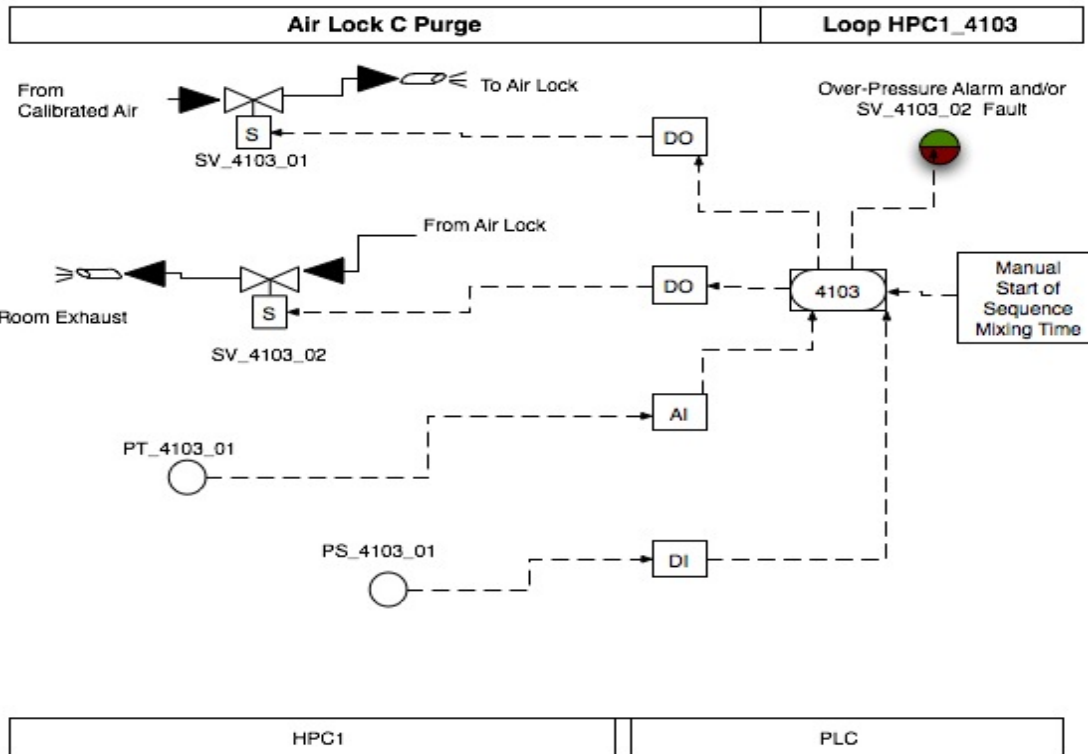 Air Lock C Purge
Loop HPC1_4103
From
Calibrated Air
To Air Lock
S
SV_4103_01
DO
Over-Pressure Alarm and/or
SV_4103_02 Fault
From Air Lock
Room Exhaust
S
SV_4103_02
DO
4103
Manual
Start of
Sequence
Mixing Time
AI
PT_4103_01
PS_4103_01
DI
HPC1
PLC